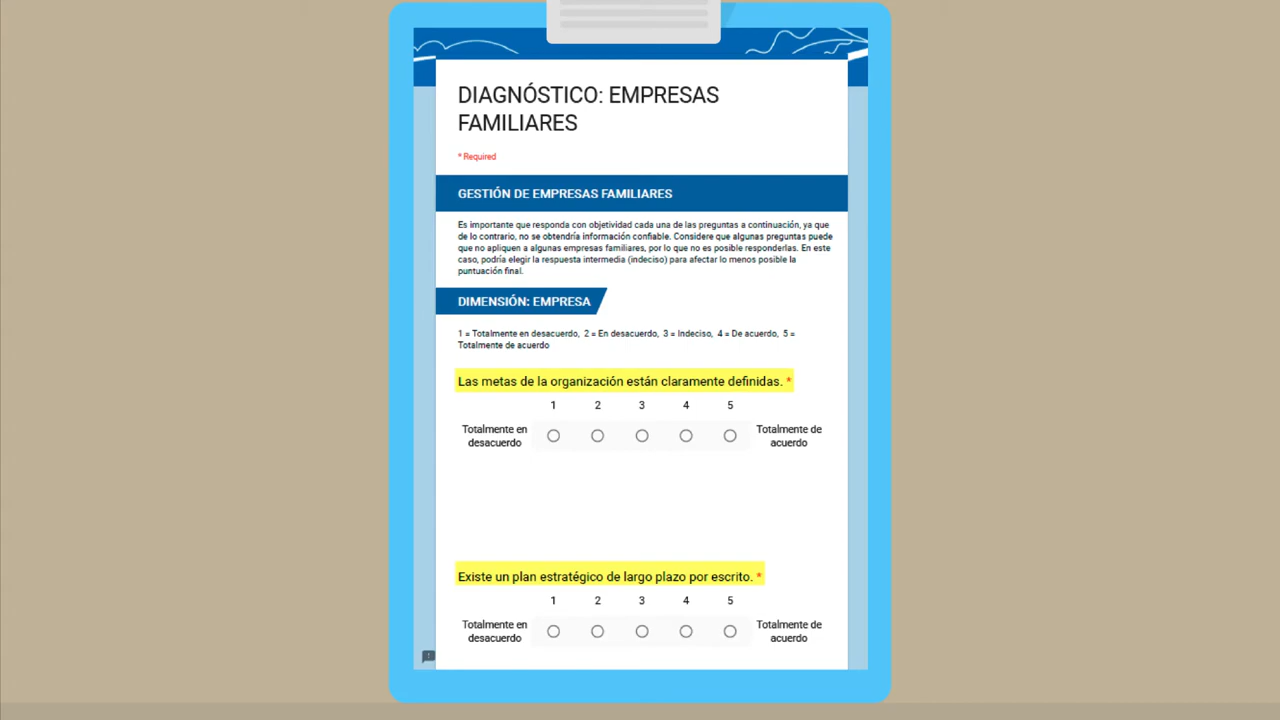 DIAGNÓSTICO: EMPRESAS
FAMILIARES
* Required
GESTIÓN DE EMPRESAS FAMILIARES
Es importante que responda con objetividad cada una de las preguntas a continuación, ya que
de lo contrario, no se obtendría información confiable. Considere que algunas preguntas puede
que no apliquen a algunas empresas familiares, por lo que no es posible responderlas. En este
caso, podría elegir la respuesta intermedia (indeciso) para afectar lo menos posible la
puntuación final.
DIMENSIÓN: EMPRESA
1 = Totalmente en desacuerdo, 2 = En desacuerdo, 3 = Indeciso, 4 = De acuerdo, 5 =
Totalmente de acuerdo
Las metas de la organización están claramente definidas. *
1 2 3 4 5
Totalmente en desacuerdo
Totalmente de acuerdo
Existe un plan estratégico de largo plazo por escrito. *
1 2 3 4 5
Totalmente en desacuerdo
Totalmente de acuerdo